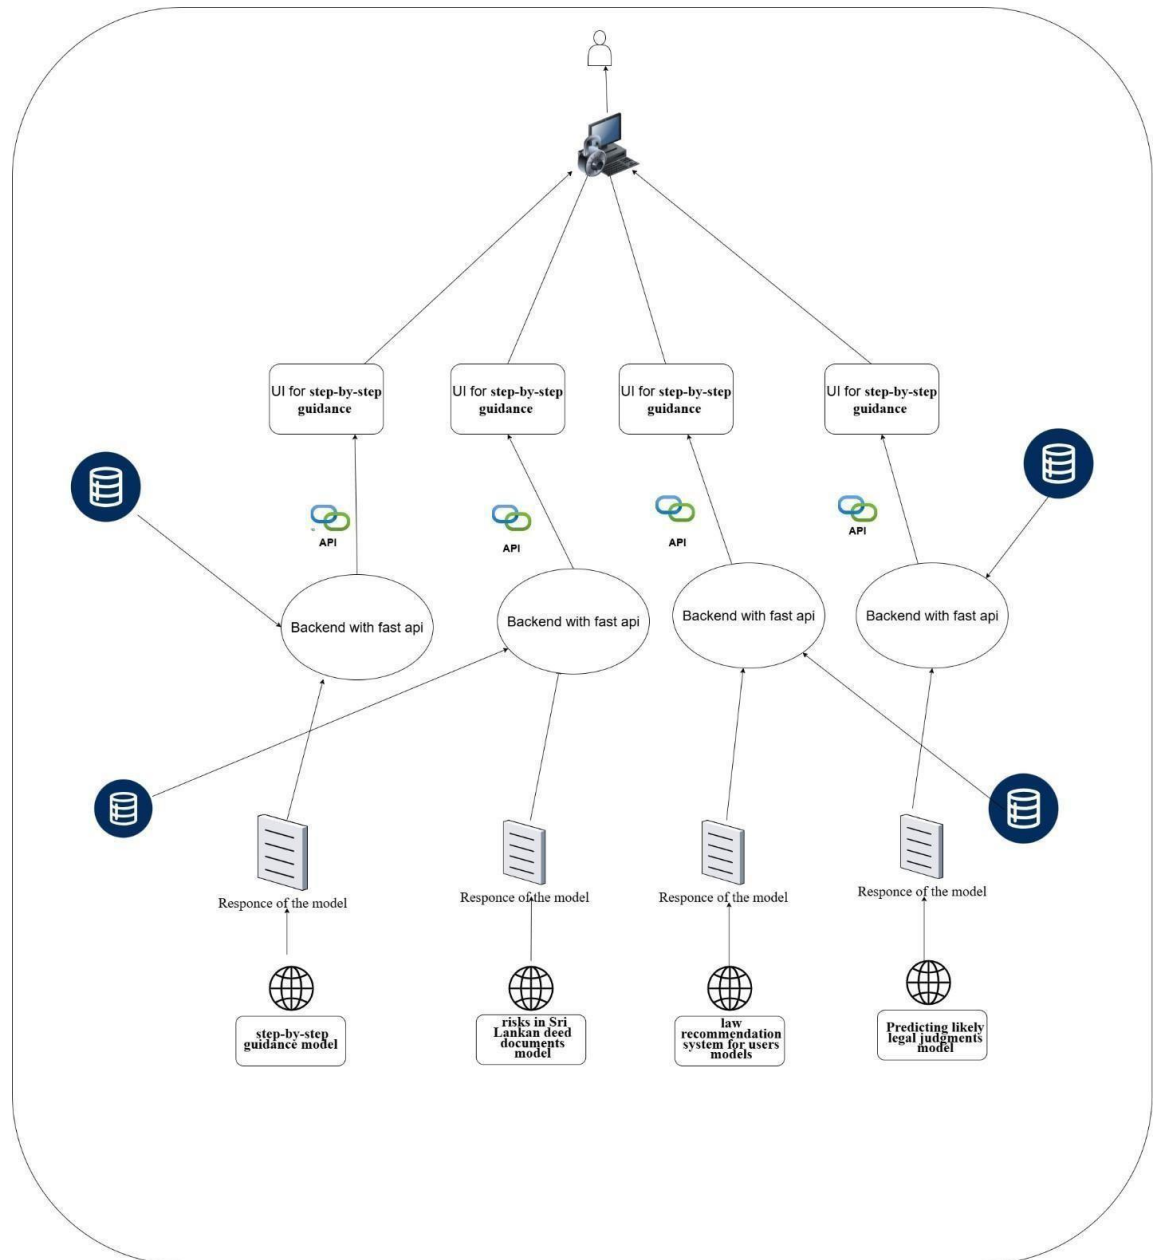 UI for step-by-step
guidance
UI for step-by-step
guidance
UI for step-by-step
guidance
UI for step-by-step
guidance
API
API
API
API
Backend with fast api
Backend with fast api
Backend with fast api
Backend with fast api
Responce of the model
Responce of the model
Responce of the model
Responce of the model
step-by-step
guidance model
risks in Sri
Lankan deed
documents
model
law
recommendation
system for users
models
Predicting likely
legal judgments
model